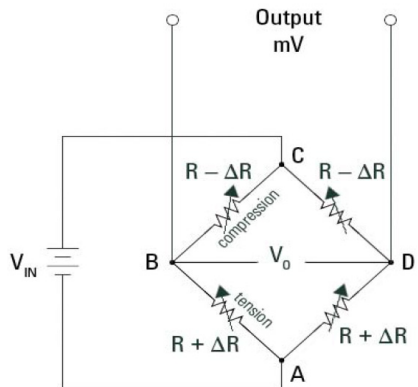 Output
mV
C
R − ΔR
R − ΔR
compression
V_IN
B
V_0
D
tension
R + ΔR
R + ΔR
A